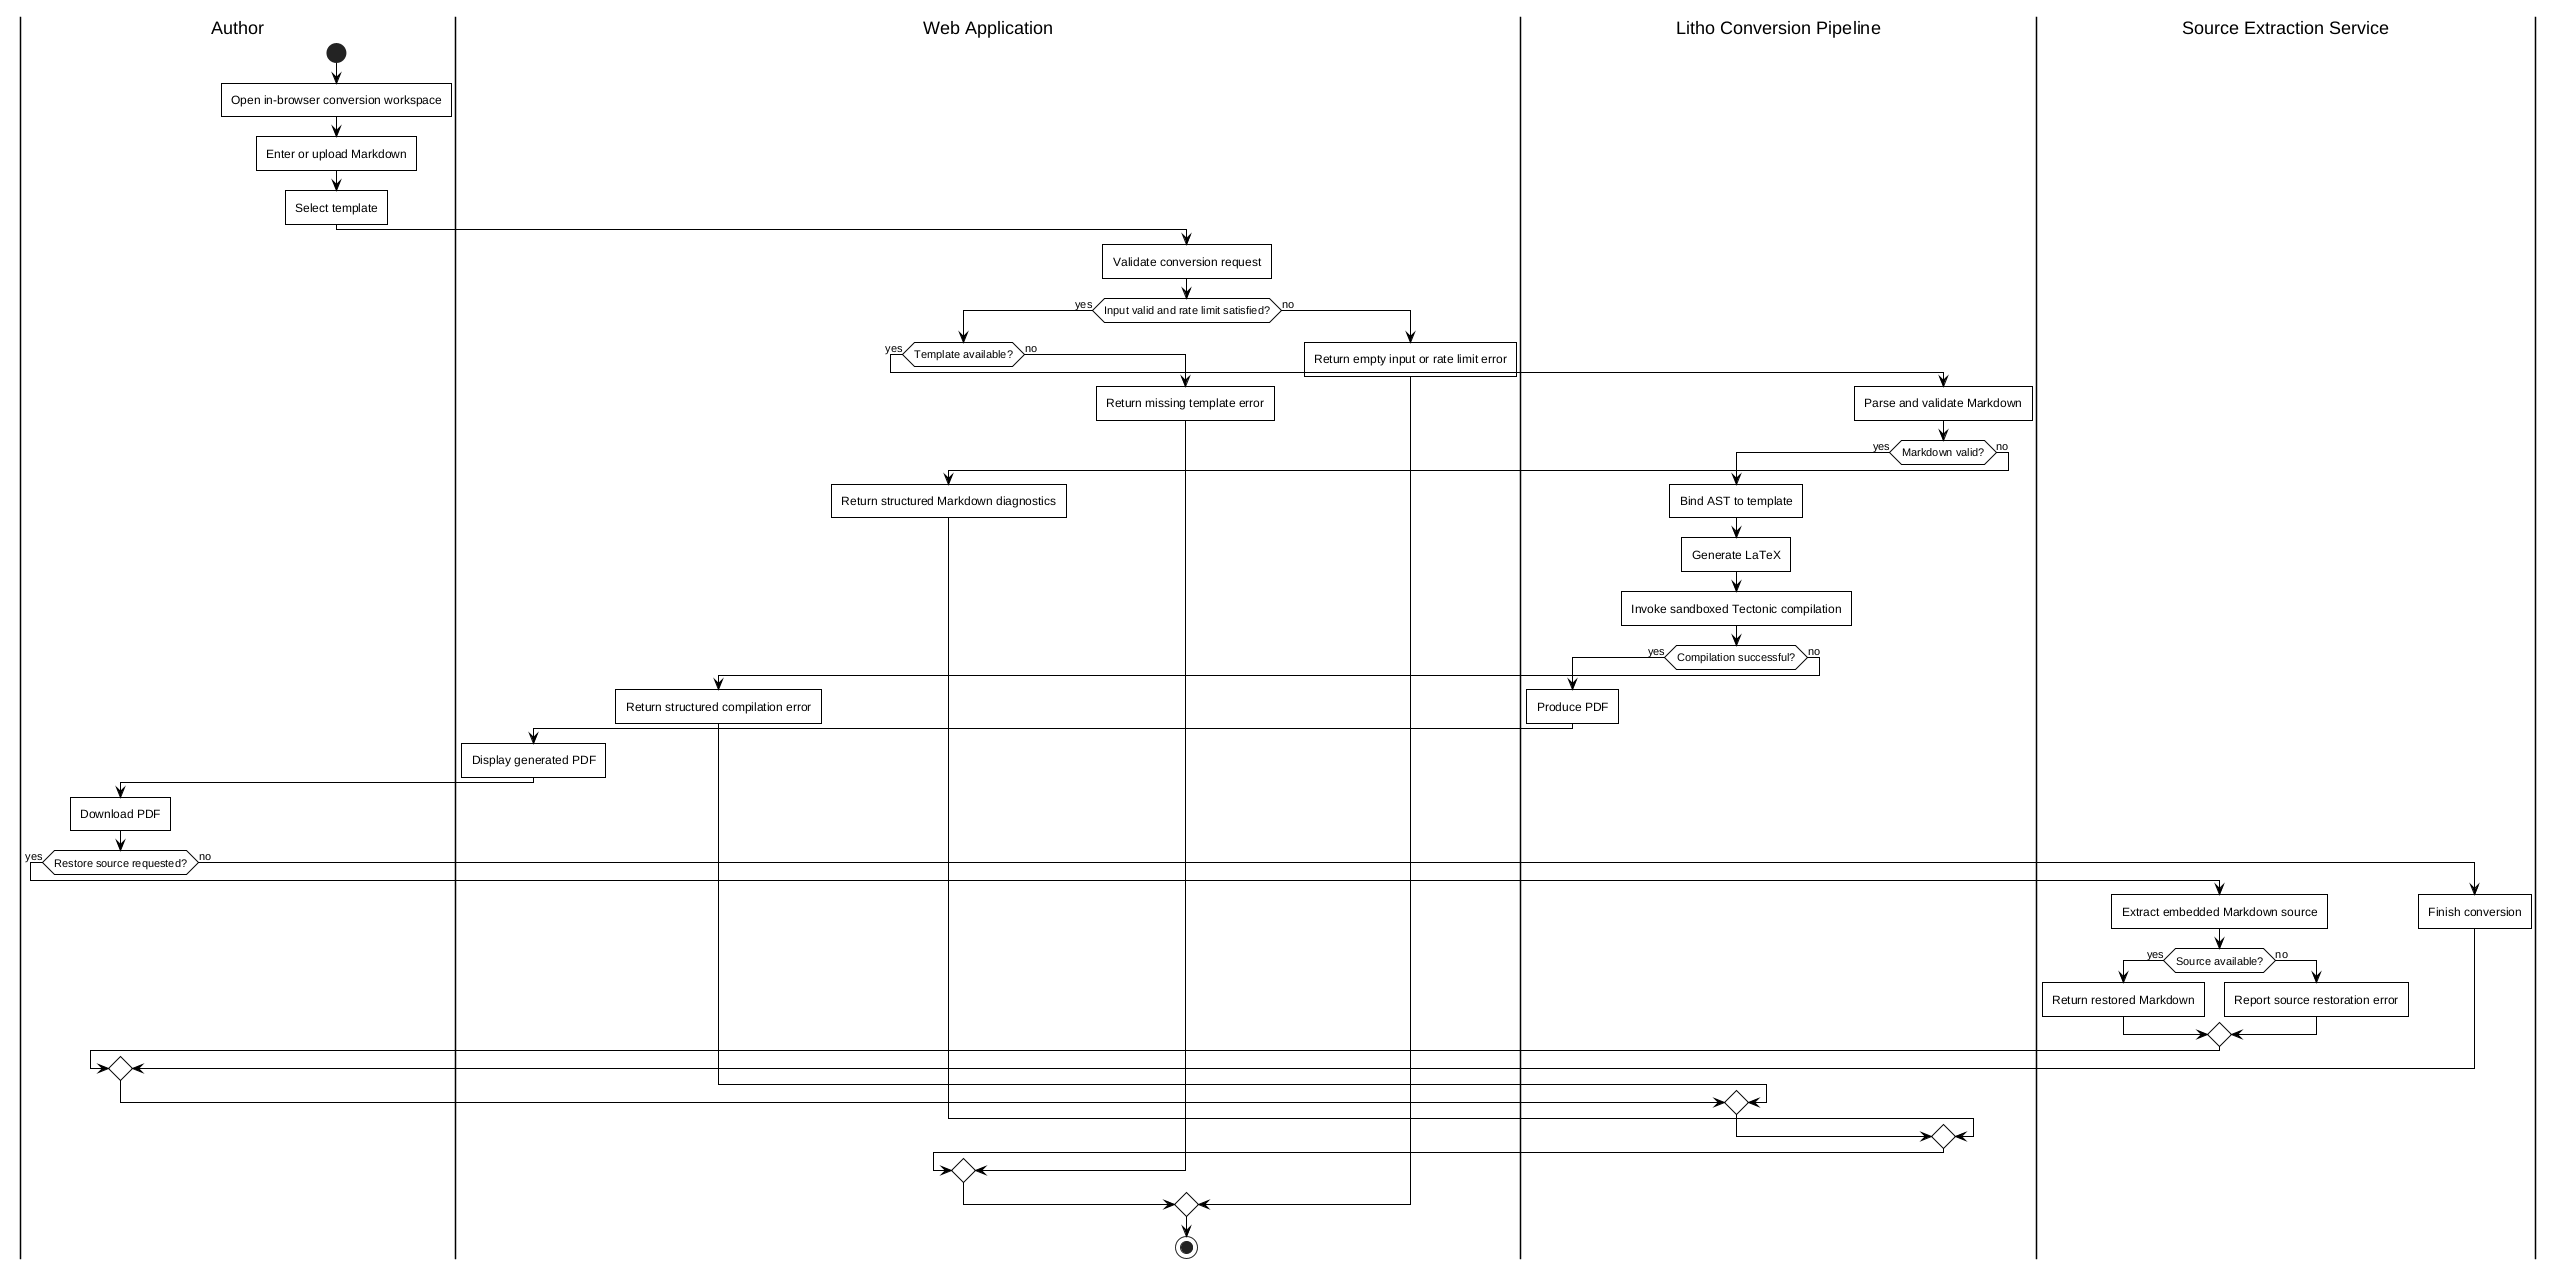 Author
Web Application
Litho Conversion Pipeline
Source Extraction Service
Open in-browser conversion workspace
Enter or upload Markdown
Select template
Validate conversion request
yes
Input valid and rate limit satisfied?
no
yes
Template available?
no
Return empty input or rate limit error
Return missing template error
Parse and validate Markdown
yes
Markdown valid?
no
Return structured Markdown diagnostics
Bind AST to template
Generate LaTeX
Invoke sandboxed Tectonic compilation
yes
Compilation successful?
no
Return structured compilation error
Produce PDF
Display generated PDF
Download PDF
yes
Restore source requested?
no
Extract embedded Markdown source
Finish conversion
yes
Source available?
no
Return restored Markdown
Report source restoration error